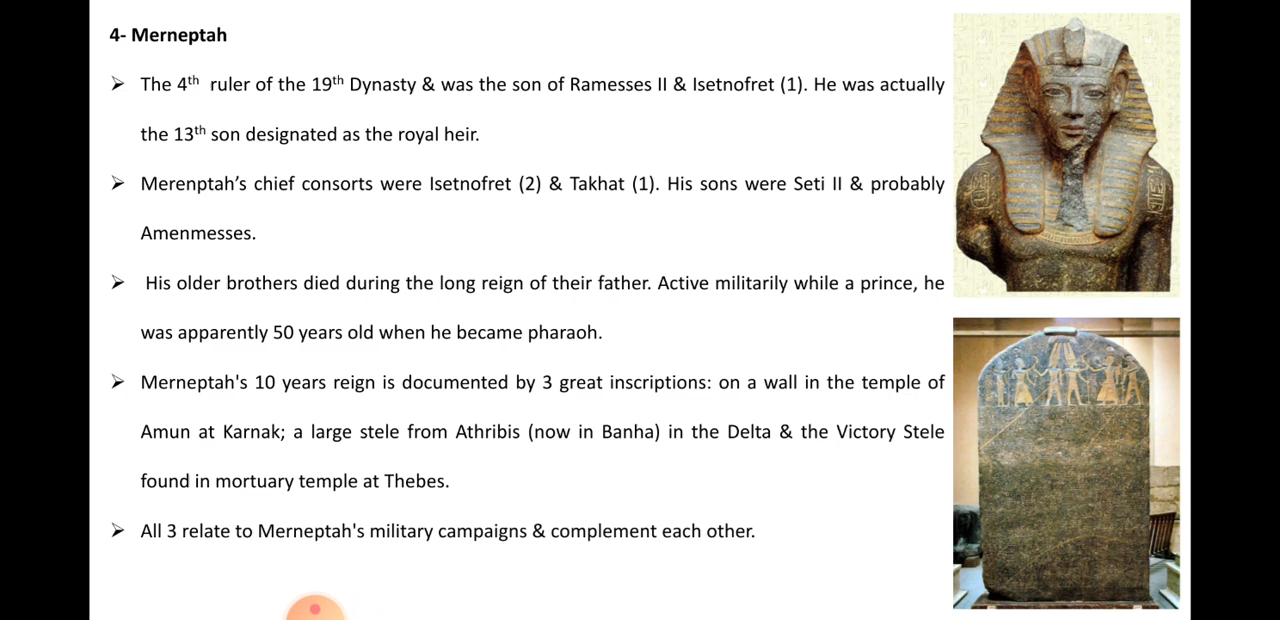 4- Merneptah
➢ The 4th ruler of the 19th Dynasty & was the son of Ramesses II & Isetnofret (1). He was actually
the 13th son designated as the royal heir.
➢ Merenptah’s chief consorts were Isetnofret (2) & Takhat (1). His sons were Seti II & probably
Amenmesses.
➢ His older brothers died during the long reign of their father. Active militarily while a prince, he
was apparently 50 years old when he became pharaoh.
➢ Merneptah's 10 years reign is documented by 3 great inscriptions: on a wall in the temple of
Amun at Karnak; a large stele from Athribis (now in Banha) in the Delta & the Victory Stele
found in mortuary temple at Thebes.
➢ All 3 relate to Merneptah's military campaigns & complement each other.